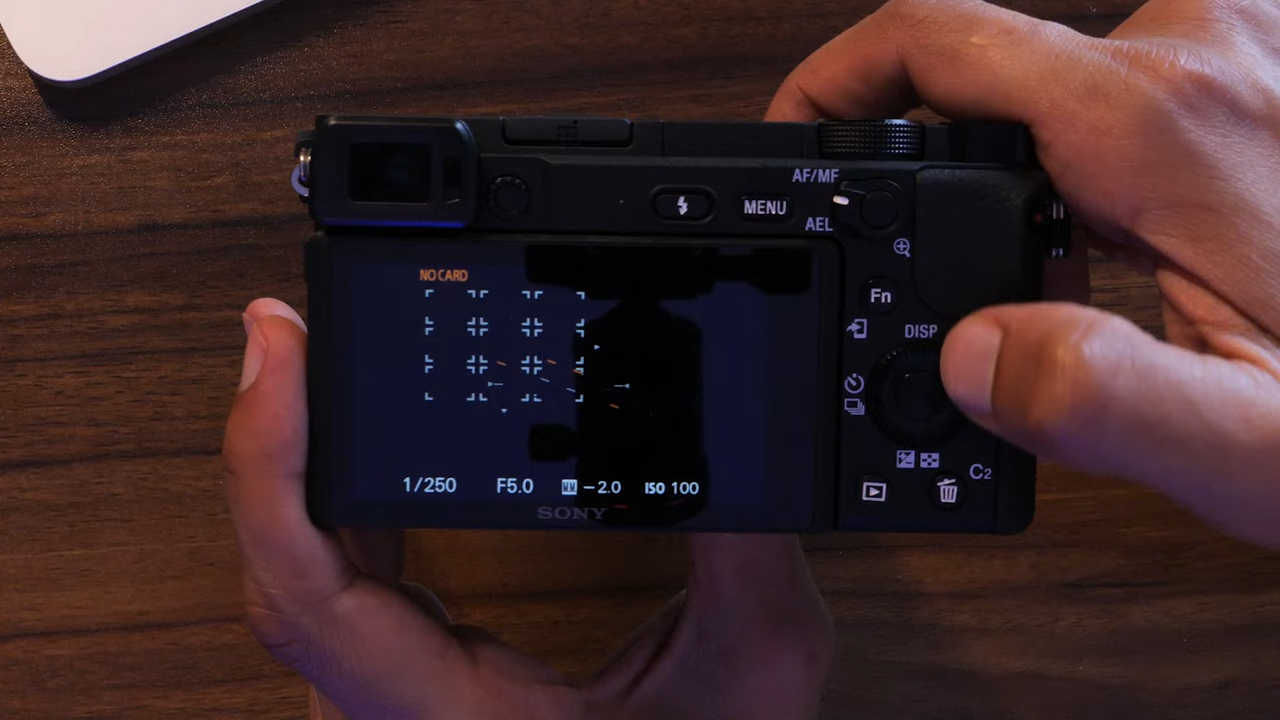 AF/MF
MENU
AEL
NO CARD
Fn
DISP
C2
1/250 F5.0 -2.0 ISO 100
SONY